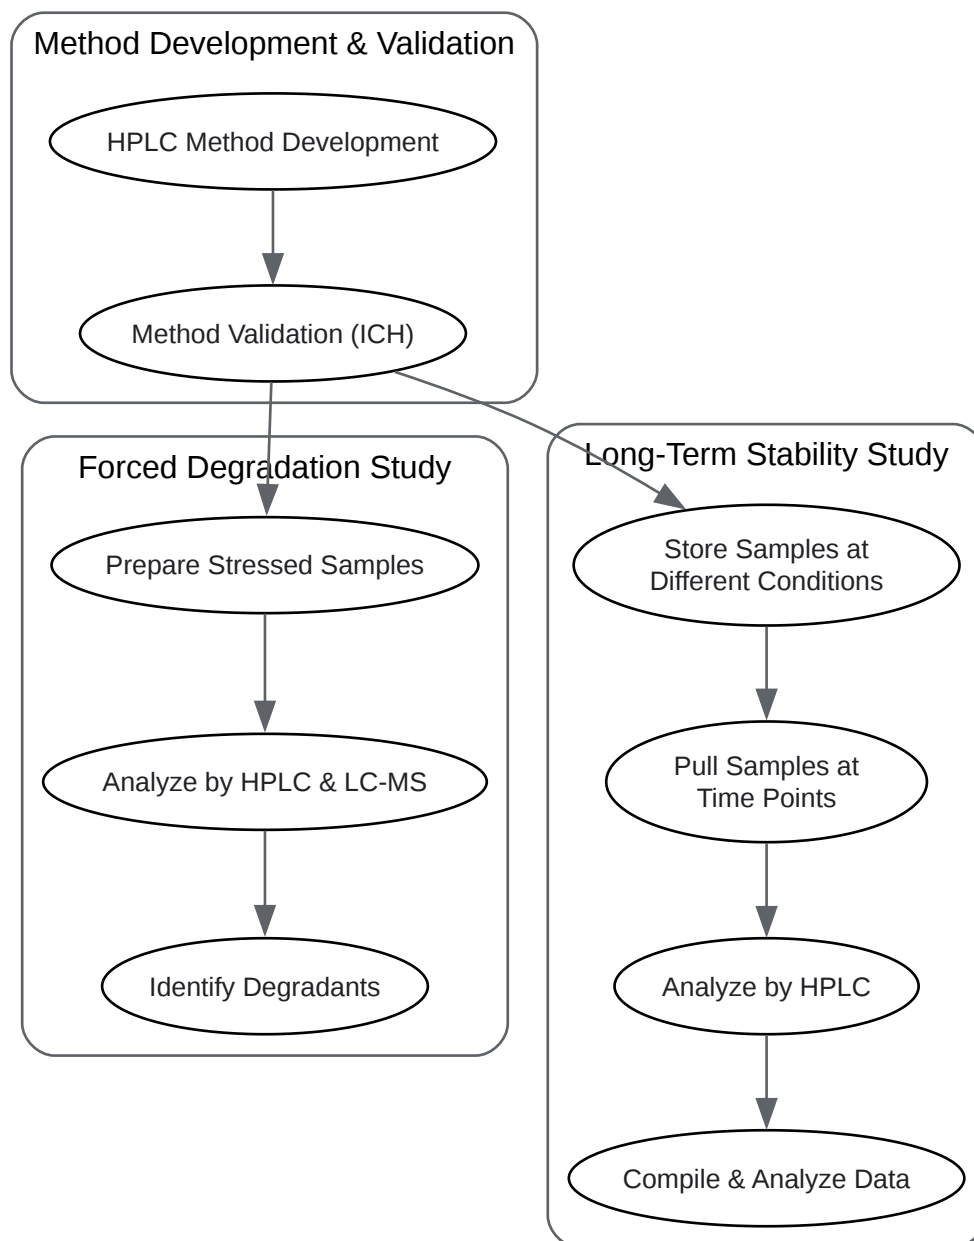 Method Development & Validation
HPLC Method Development
Method Validation (ICH)
Forced Degradation Study
Prepare Stressed Samples
Analyze by HPLC & LC-MS
Identify Degradants
Long-Term Stability Study
Store Samples at
Different Conditions
Pull Samples at
Time Points
Analyze by HPLC
Compile & Analyze Data